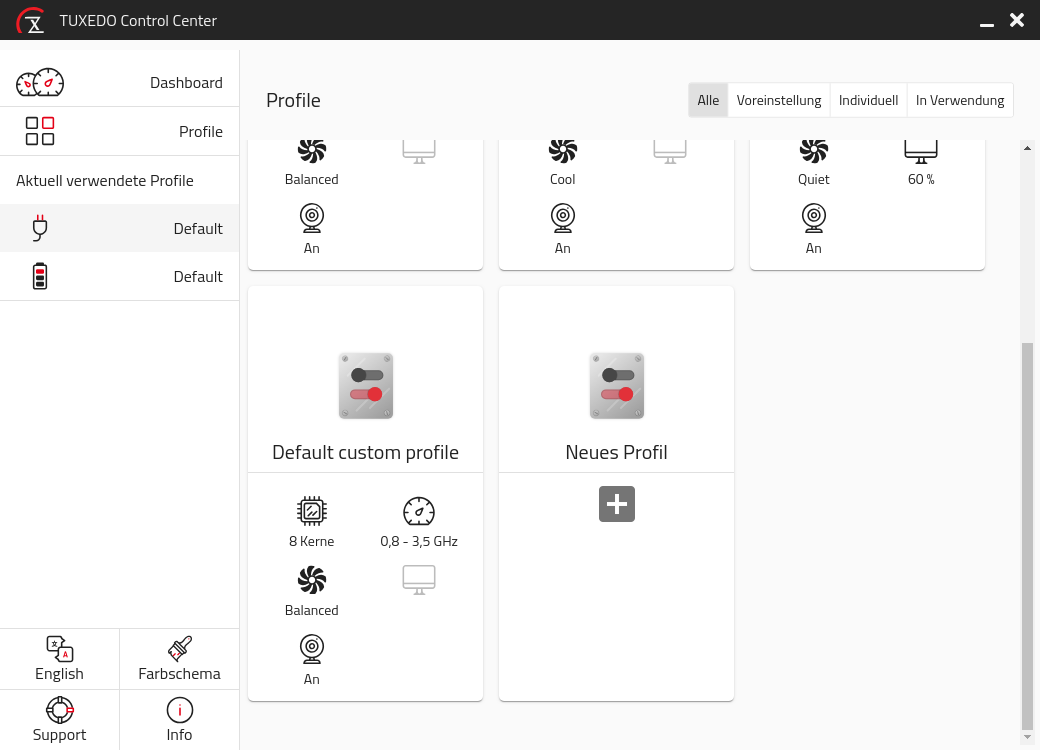 TUXEDO Control Center
Dashboard
Profile
Aktuell verwendete Profile
Default
Default
English
Farbschema
Support
Info
Profile
Alle
Voreinstellung
Individuell
In Verwendung
Balanced
An
Cool
An
Quiet
60 %
An
Default custom profile
8 Kerne
0,8 - 3,5 GHz
Balanced
An
Neues Profil